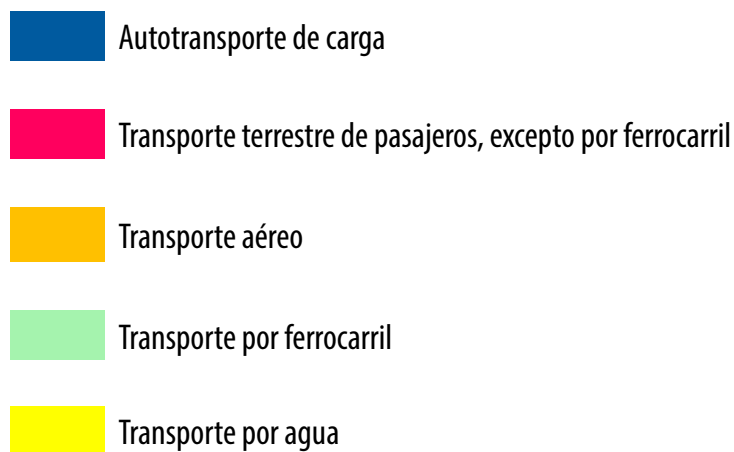 Autotransporte de carga
Transporte terrestre de pasajeros, excepto por ferrocarril
Transporte aéreo
Transporte por ferrocarril
Transporte por agua